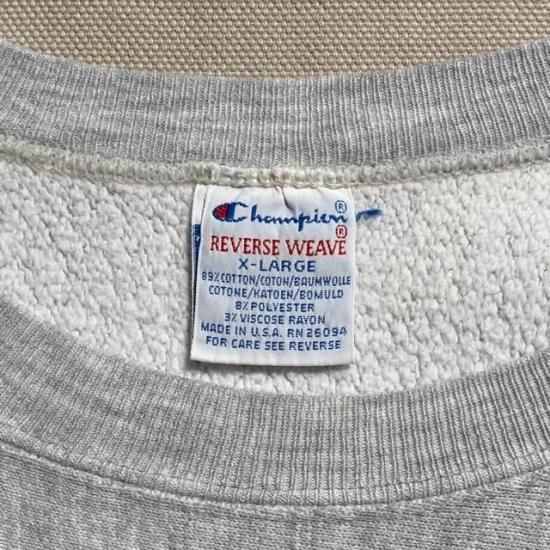 Champion®
REVERSE WEAVE®
X-LARGE
89% COTTON/COTON/BAUMWOLLE
COTONE/KATOEN/BOMULD
8% POLYESTER
3% VISCOSE RAYON
MADE IN U.S.A. RN 26094
FOR CARE SEE REVERSE